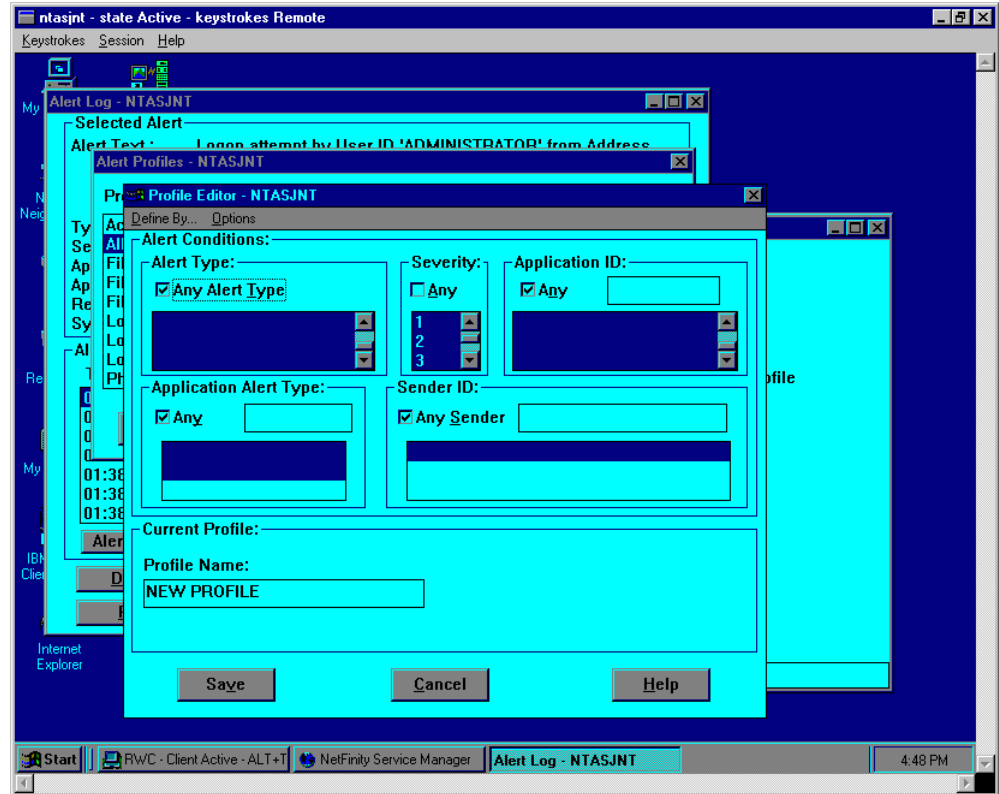 ntasjnt - state Active - keystrokes Remote
Keystrokes Session Help
My
Alert Log - NTASJNT
Selected Alert
Alert Text : Logon attempt by User ID 'ADMINISTRATOR' from Address
Alert Profiles - NTASJNT
Profile Editor - NTASJNT
Define By... Options
Alert Conditions:
Alert Type:
Any Alert Type
Severity:
Any
1
2
3
Application ID:
Any
Application Alert Type:
Any
Sender ID:
Any Sender
Current Profile:
Profile Name:
NEW PROFILE
Save
Cancel
Help
My
01:38
01:38
01:38
Aler
IBM
Internet
Explorer
Start
RWC - Client Active - ALT+T
NetFinity Service Manager
Alert Log - NTASJNT
4:48 PM